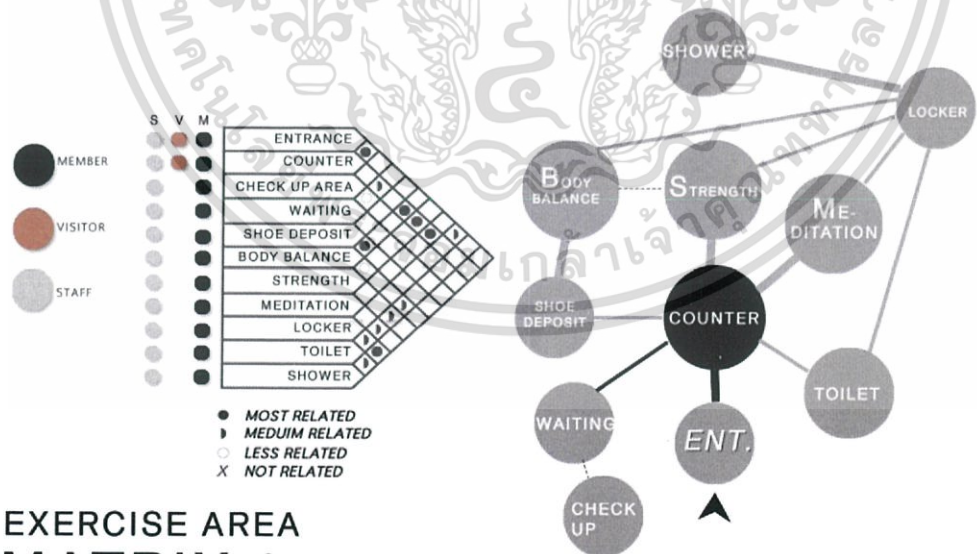 S V M
MEMBER
VISITOR
STAFF
ENTRANCE
COUNTER
CHECK UP AREA
WAITING
SHOE DEPOSIT
BODY BALANCE
STRENGTH
MEDITATION
LOCKER
TOILET
SHOWER
MOST RELATED
MEDUIM RELATED
LESS RELATED
X NOT RELATED
SHOWER
LOCKER
BODY
BALANCE
STRENGTH
ME-
DITATION
SHOE
DEPOSIT
COUNTER
TOILET
WAITING
ENT.
CHECK
UP
EXERCISE AREA